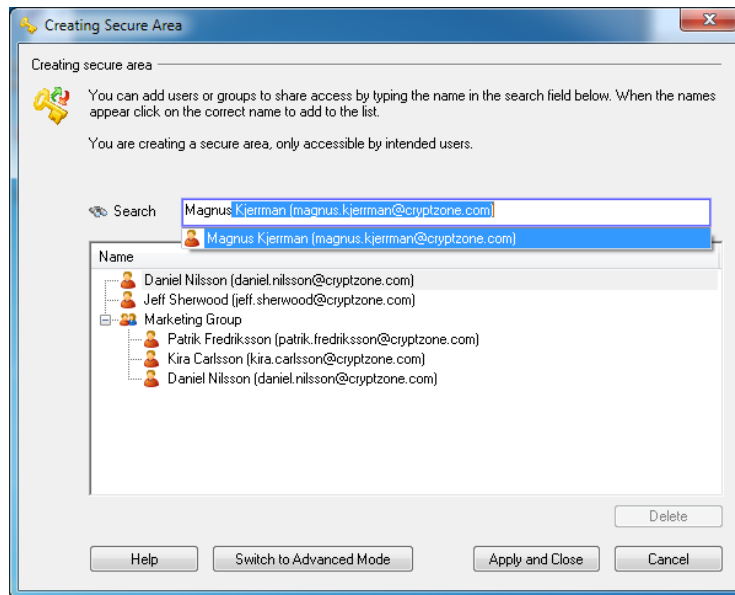 Creating Secure Area
Creating secure area
You can add users or groups to share access by typing the name in the search field below. When the names
appear click on the correct name to add to the list.
You are creating a secure area, only accessible by intended users.
Search
Magnus Kjerrman (magnus.kjerrman@cryptzone.com)
Magnus Kjerrman (magnus.kjerrman@cryptzone.com)
Name
Daniel Nilsson (daniel.nilsson@cryptzone.com)
Jeff Sherwood (jeff.sherwood@cryptzone.com)
Marketing Group
Patrik Fredriksson (patrik.fredriksson@cryptzone.com)
Kira Carlsson (kira.carlsson@cryptzone.com)
Daniel Nilsson (daniel.nilsson@cryptzone.com)
Delete
Help
Switch to Advanced Mode
Apply and Close
Cancel